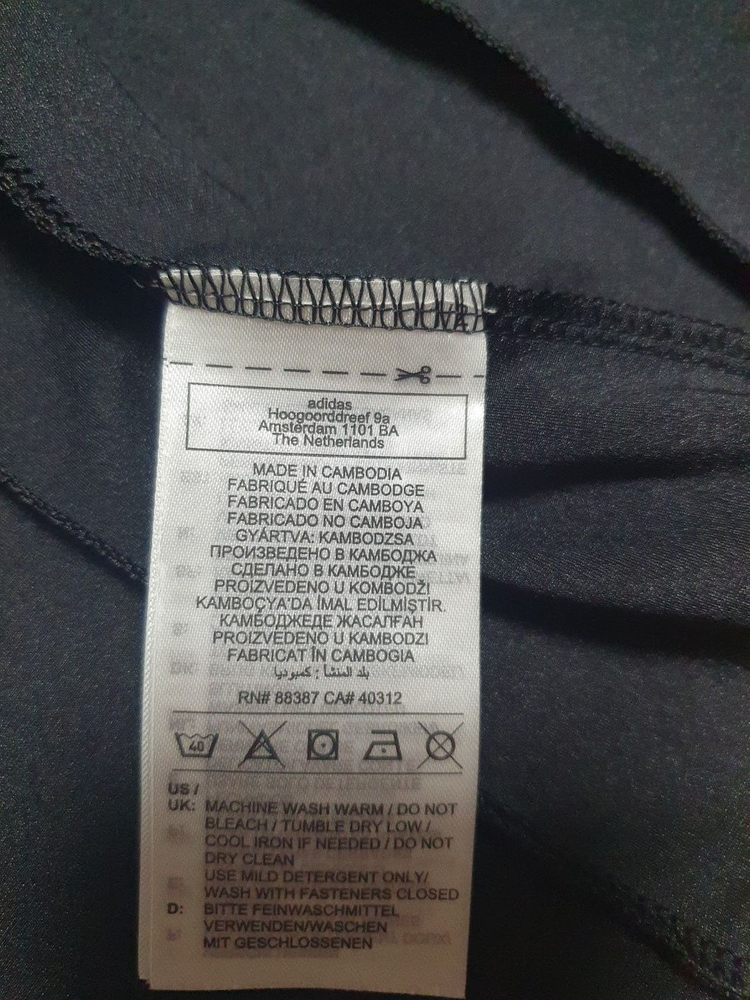 adidas
Hoogoorddreef 9a
Amsterdam 1101 BA
The Netherlands
MADE IN CAMBODIA
FABRIQUÉ AU CAMBODGE
FABRICADO EN CAMBOYA
FABRICADO NO CAMBOJA
GYÁRTVA: KAMBODZSA
ПРОИЗВЕДЕНО В КАМБОДЖА
СДЕЛАНО В КАМБОДЖЕ
PROIZVEDENO U KOMBODŽI
KAMBOÇYA'DA İMAL EDİLMİŞTİR.
КАМБОДЖЕДЕ ЖАСАЛҒАН
PROIZVEDENO U KAMBODZI
FABRICAT ÎN CAMBOGIA
بلد المنشأ : كمبوديا
RN# 88387 CA# 40312
40
US /
UK: MACHINE WASH WARM / DO NOT
BLEACH / TUMBLE DRY LOW /
COOL IRON IF NEEDED / DO NOT
DRY CLEAN
USE MILD DETERGENT ONLY/
WASH WITH FASTENERS CLOSED
D: BITTE FEINWASCHMITTEL
VERWENDEN/WASCHEN
MIT GESCHLOSSENEN